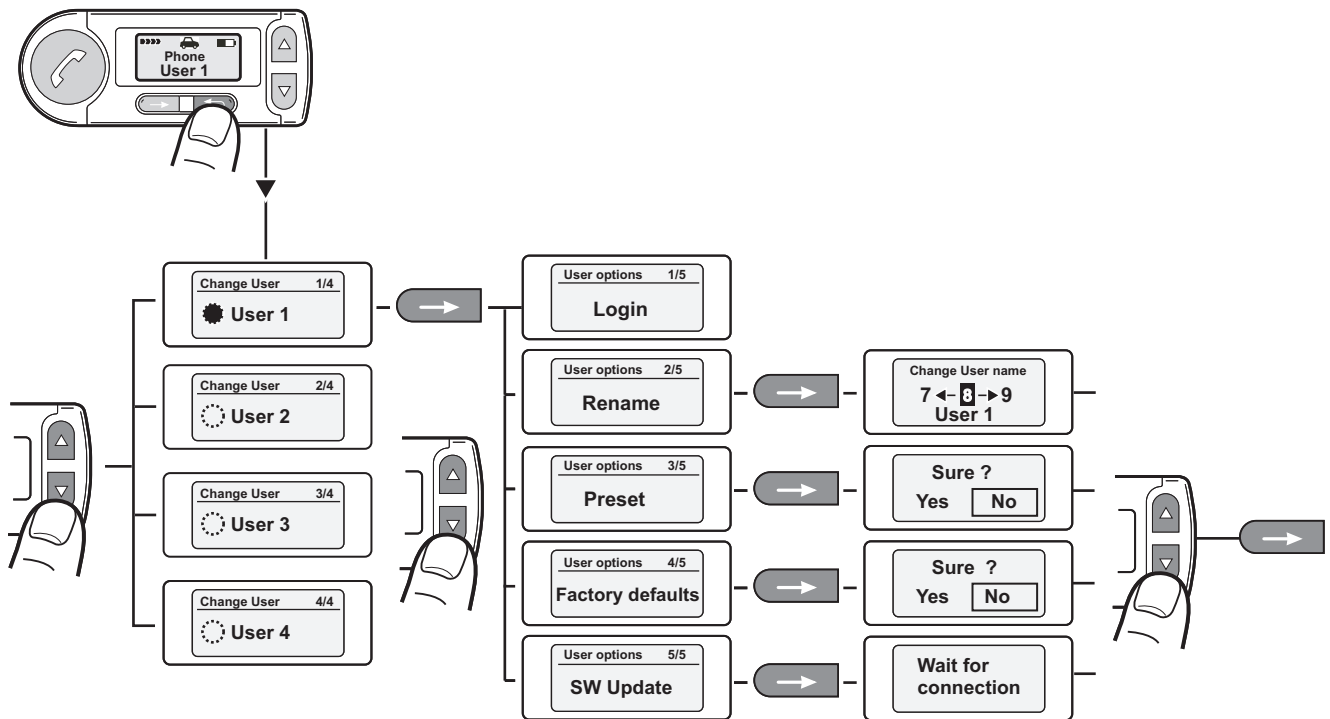 Phone
User 1
Change User 1/4
User 1
Change User 2/4
User 2
Change User 3/4
User 3
Change User 4/4
User 4
User options 1/5
Login
User options 2/5
Rename
User options 3/5
Preset
User options 4/5
Factory defaults
User options 5/5
SW Update
Change User name
7 8 9
User 1
Sure ?
Yes No
Sure ?
Yes No
Wait for
connection